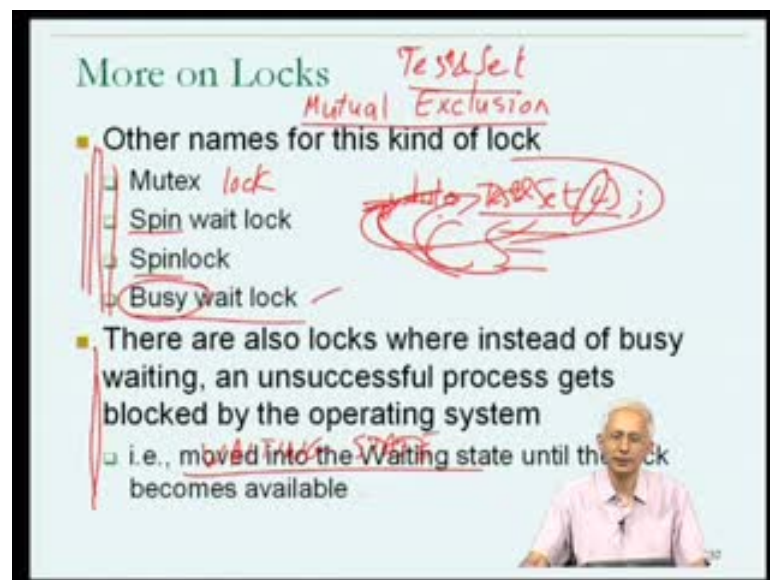 More on Locks Test&Set
Mutual Exclusion
Other names for this kind of lock
Mutex lock
Spin wait lock
Test&Set(L);
Spinlock
Busy wait lock
There are also locks where instead of busy
waiting, an unsuccessful process gets
blocked by the operating system
WAITING STATE
i.e., moved into the Waiting state until the
becomes available